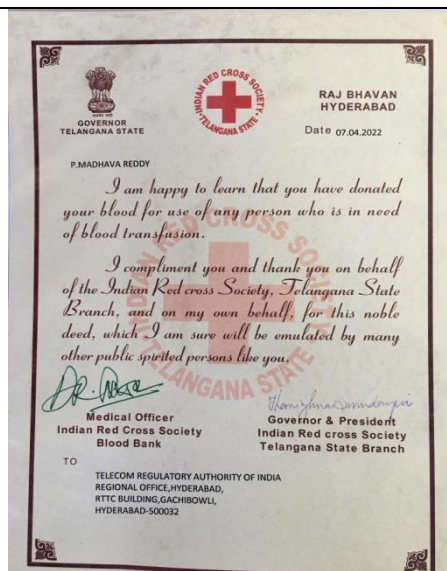 INDIAN RED CROSS SOCIETY
TELANGANA STATE
GOVERNOR
TELANGANA STATE
RAJ BHAVAN
HYDERABAD
Date 07.04.2022
P.MADHAVA REDDY
I am happy to learn that you have donated
your blood for use of any person who is in need
of blood transfusion.
I compliment you and thank you on behalf
of the Indian Red cross Society, Telangana State
Branch, and on my own behalf, for this noble
deed, which I am sure will be emulated by many
other public spirited persons like you.
Medical Officer
Indian Red Cross Society
Blood Bank
Governor & President
Indian Red cross Society
Telangana State Branch
TO
TELECOM REGULATORY AUTHORITY OF INDIA
REGIONAL OFFICE,HYDERABAD,
RTTC BUILDING,GACHIBOWLI,
HYDERABAD-500032